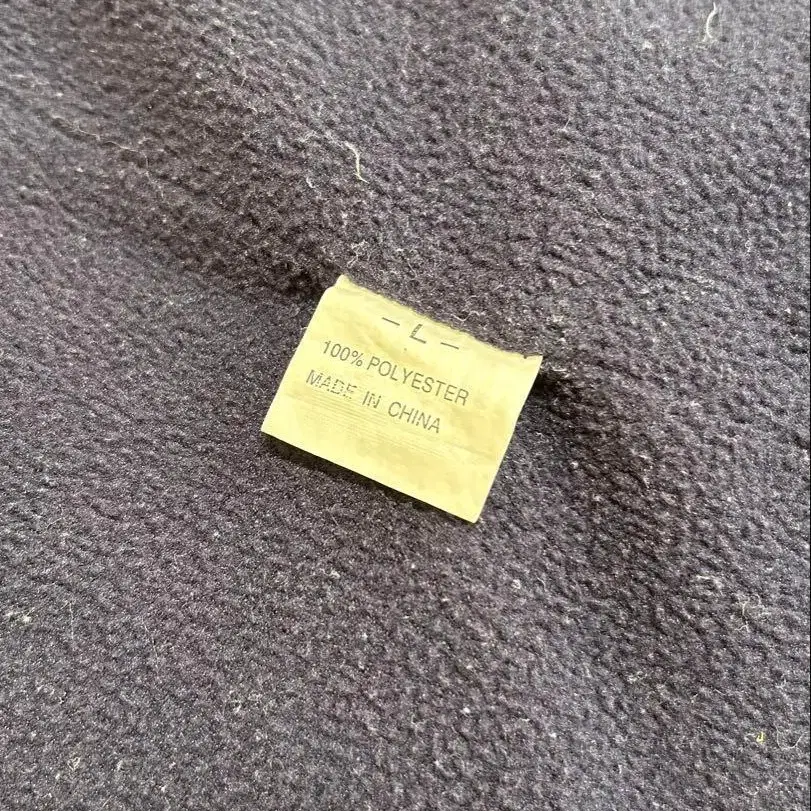 - L -
100% POLYESTER
MADE IN CHINA